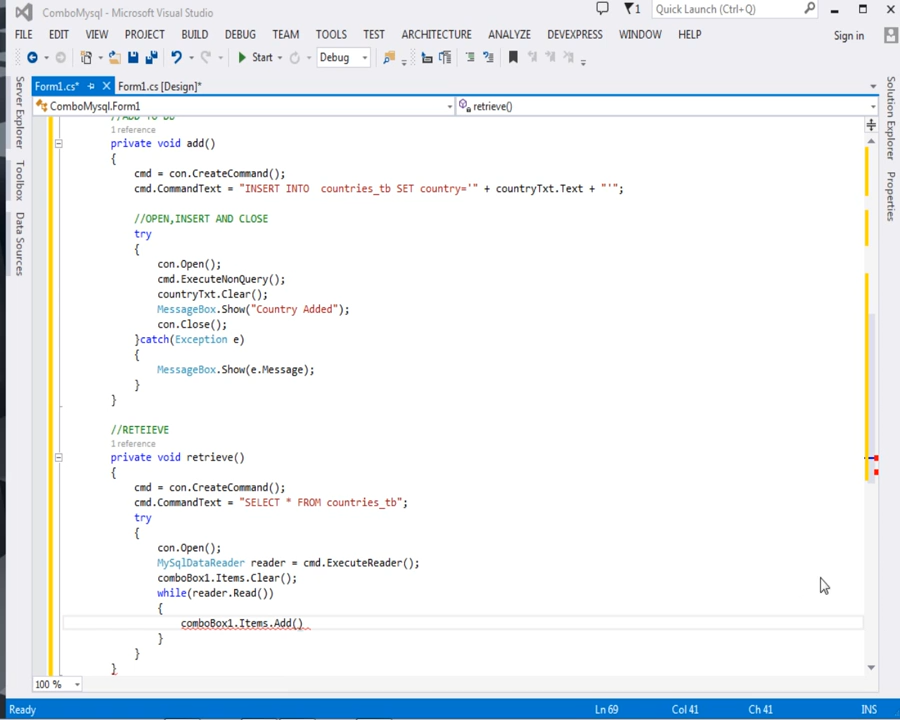 ComboMysql - Microsoft Visual Studio
1
Quick Launch (Ctrl+Q)
FILE EDIT VIEW PROJECT BUILD DEBUG TEAM TOOLS TEST ARCHITECTURE ANALYZE DEVEXPRESS WINDOW HELP
Sign in
Start Debug
Form1.cs*
Form1.cs [Design]*
ComboMysql.Form1
retrieve()
Server Explorer
Toolbox
Data Sources
Solution Explorer
Properties
//ADD TO DB
1 reference
private void add()
{
cmd = con.CreateCommand();
cmd.CommandText = "INSERT INTO  countries_tb SET country='" + countryTxt.Text + "'";
//OPEN,INSERT AND CLOSE
try
{
con.Open();
cmd.ExecuteNonQuery();
countryTxt.Clear();
MessageBox.Show("Country Added");
con.Close();
}catch(Exception e)
{
MessageBox.Show(e.Message);
}
}
//RETEIEVE
1 reference
private void retrieve()
{
cmd = con.CreateCommand();
cmd.CommandText = "SELECT * FROM countries_tb";
try
{
con.Open();
MySqlDataReader reader = cmd.ExecuteReader();
comboBox1.Items.Clear();
while(reader.Read())
{
comboBox1.Items.Add()
}
}
}
100 %
Ready
Ln 69
Col 41
Ch 41
INS